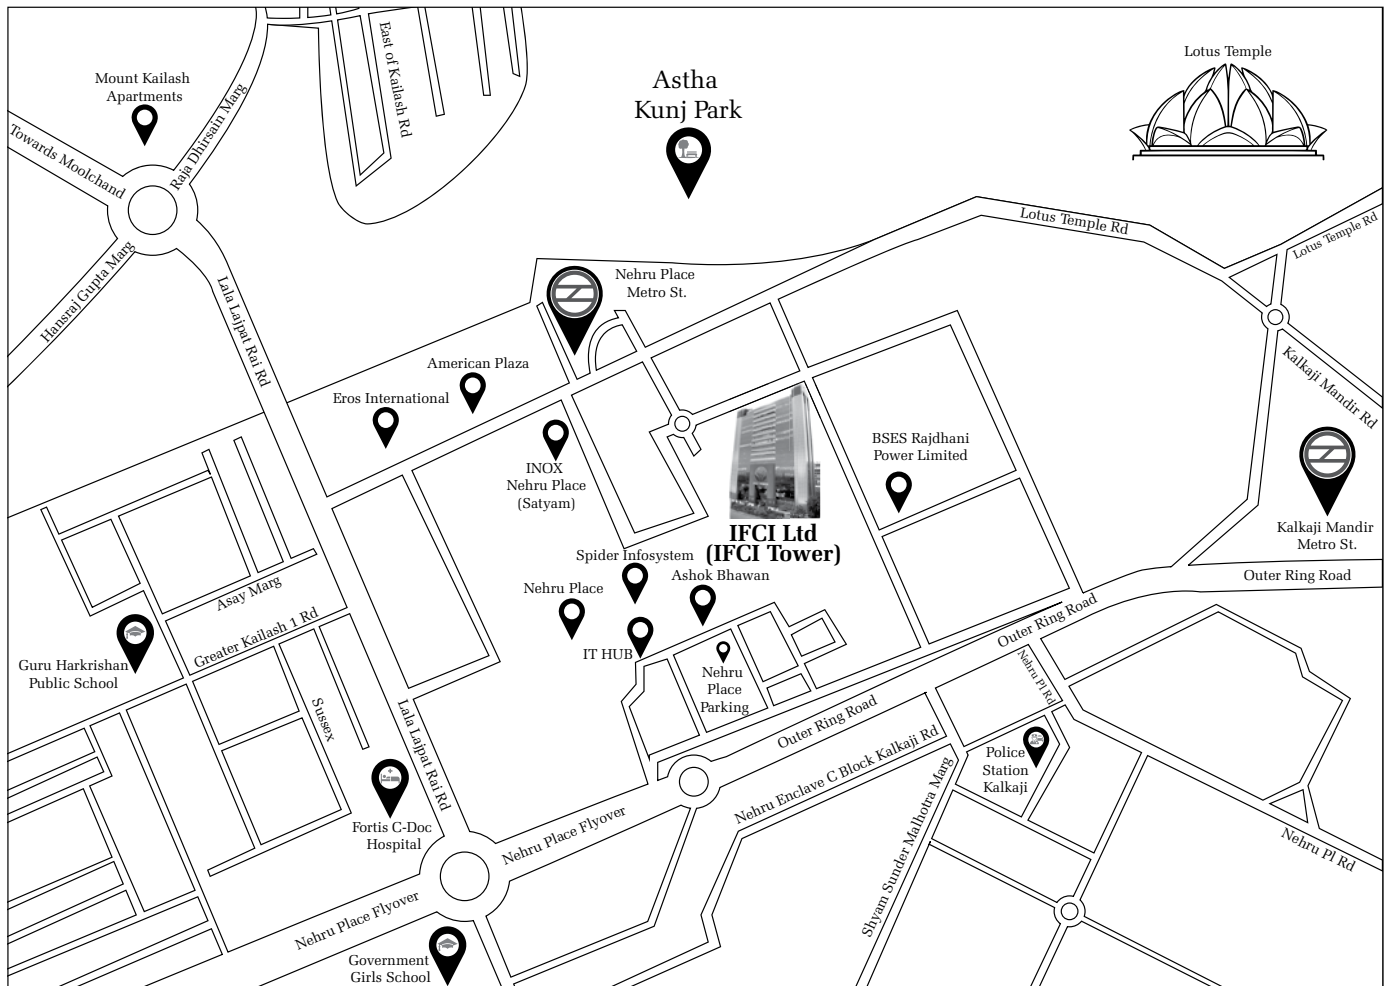 Lotus Temple
Astha
Kunj Park
Mount Kailash
Apartments
East of Kailash Rd
Raja Dhirsain Marg
Towards Moolchand
Hansraj Gupta Marg
Lala Lajpat Rai Rd
Lotus Temple Rd
Lotus Temple Rd
Nehru Place
Metro St.
American Plaza
Eros International
Kalkaji Mandir Rd
INOX
Nehru Place
(Satyam)
BSES Rajdhani
Power Limited
Kalkaji Mandir
Metro St.
IFCI Ltd
(IFCI Tower)
Spider Infosystem
Ashok Bhawan
Nehru Place
Outer Ring Road
Asay Marg
Greater Kailash 1 Rd
Outer Ring Road
IT HUB
Guru Harkrishan
Public School
Nehru
Place
Parking
Nehru Pl Rd
Sussex
Lala Lajpat Rai Rd
Outer Ring Road
Nehru Enclave C Block Kalkaji Rd
Police
Station
Kalkaji
Shyam Sunder Malhotra Marg
Fortis C-Doc
Hospital
Nehru Place Flyover
Nehru Pl Rd
Nehru Place Flyover
Government
Girls School